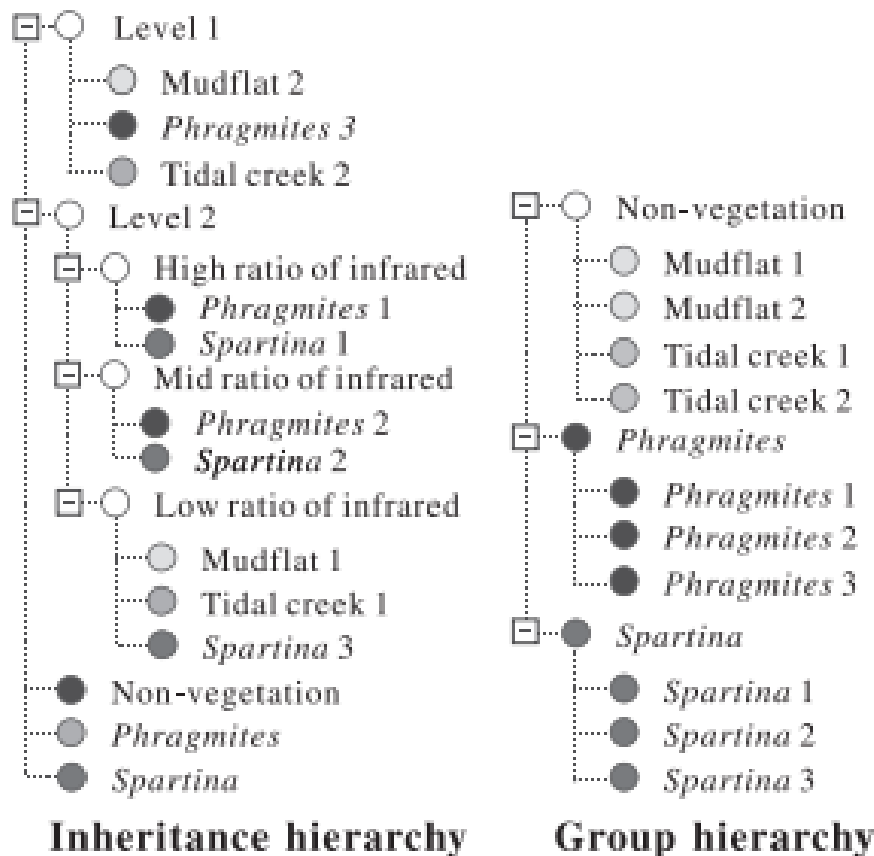 Level 1
Mudflat 2
Phragmites 3
Tidal creek 2
Level 2
High ratio of infrared
Phragmites 1
Spartina 1
Mid ratio of infrared
Phragmites 2
Spartina 2
Low ratio of infrared
Mudflat 1
Tidal creek 1
Spartina 3
Non-vegetation
Phragmites
Spartina
Inheritance hierarchy
Non-vegetation
Mudflat 1
Mudflat 2
Tidal creek 1
Tidal creek 2
Phragmites
Phragmites 1
Phragmites 2
Phragmites 3
Spartina
Spartina 1
Spartina 2
Spartina 3
Group hierarchy